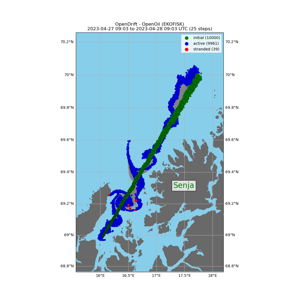 OpenDrift - OpenOil (EKOFISK)
2023-04-27 09:03 to 2023-04-28 09:03 UTC (25 steps)
initial (10000)
active (9961)
stranded (39)
70.2°N 70.2°N
70°N 70°N
69.8°N 69.8°N
69.6°N 69.6°N
69.4°N 69.4°N
Senja
69.2°N 69.2°N
69°N 69°N
68.8°N 68.8°N
16°E 16.5°E 17°E 17.5°E 18°E